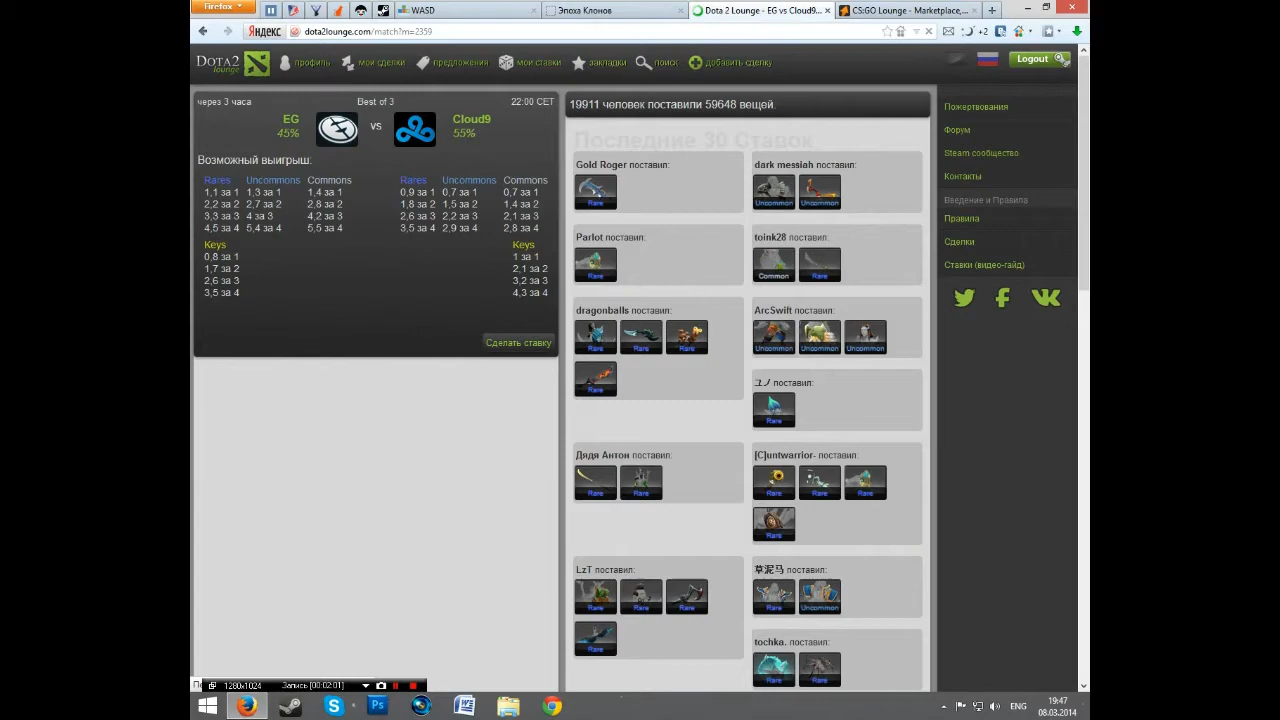 Firefox
WASD
Эпоха Клонов
Dota 2 Lounge - EG vs Cloud9...
CS:GO Lounge - Marketplace,...
Яндекс
dota2lounge.com/match?m=2359
+2
DOTA2 lounge
профиль
мои сделки
предложения
мои ставки
закладки
поиск
добавить сделку
Logout
через 3 часа
Best of 3
22:00 CET
EG
45%
vs
Cloud9
55%
Возможный выигрыш:
Rares Uncommons Commons
1,1 за 1 1,3 за 1 1,4 за 1
2,2 за 2 2,7 за 2 2,8 за 2
3,3 за 3 4 за 3 4,2 за 3
4,5 за 4 5,4 за 4 5,5 за 4
Keys
0,8 за 1
1,7 за 2
2,6 за 3
3,5 за 4
Rares Uncommons Commons
0,9 за 1 0,7 за 1 0,7 за 1
1,8 за 2 1,5 за 2 1,4 за 2
2,6 за 3 2,2 за 3 2,1 за 3
3,5 за 4 2,9 за 4 2,8 за 4
Keys
1 за 1
2,1 за 2
3,2 за 3
4,3 за 4
Сделать ставку
19911 человек поставили 59648 вещей.
Последние 30 Ставок
Gold Roger поставил:
Rare
dark messiah поставил:
Uncommon Uncommon
Parlot поставил:
Rare
toink28 поставил:
Common Rare
dragonballs поставил:
Rare Rare Rare
Rare
ArcSwift поставил:
Uncommon Uncommon Uncommon
ユノ поставил:
Rare
Дядя Антон поставил:
Rare Rare
[C]untwarrior- поставил:
Rare Rare Rare
Rare
LzT поставил:
Rare Rare Rare
Rare
草泥马 поставил:
Rare Uncommon
tochka. поставил:
Rare Rare
Пожертвования
Форум
Steam сообщество
Контакты
Введение и Правила
Правила
Сделки
Ставки (видео-гайд)
1280x1024
Запись [00:02:01]
ENG
19:47
08.03.2014